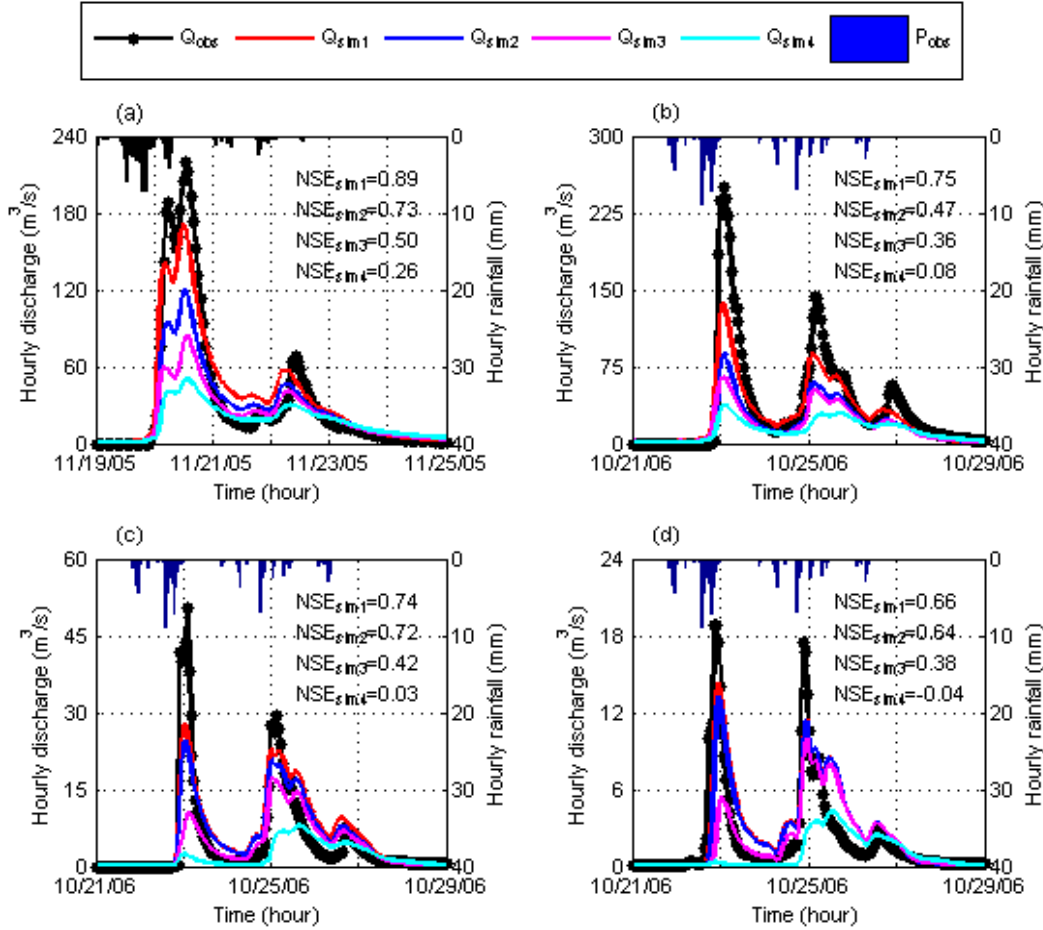 Qobs Qsim1 Qsim2 Qsim3 Qsim4 Pobs
(a)
240
180
120
60
0
0
10
20
30
40
Hourly discharge (m³/s)
Hourly rainfall (mm)
NSEsim1=0.89
NSEsim2=0.73
NSEsim3=0.50
NSEsim4=0.26
11/19/05 11/21/05 11/23/05 11/25/05
Time (hour)
(b)
300
225
150
75
0
0
10
20
30
40
Hourly discharge (m³/s)
Hourly rainfall (mm)
NSEsim1=0.75
NSEsim2=0.47
NSEsim3=0.36
NSEsim4=0.08
10/21/06 10/25/06 10/29/06
Time (hour)
(c)
60
45
30
15
0
0
10
20
30
40
Hourly discharge (m³/s)
Hourly rainfall (mm)
NSEsim1=0.74
NSEsim2=0.72
NSEsim3=0.42
NSEsim4=0.03
10/21/06 10/25/06 10/29/06
Time (hour)
(d)
24
18
12
6
0
0
10
20
30
40
Hourly discharge (m³/s)
Hourly rainfall (mm)
NSEsim1=0.66
NSEsim2=0.64
NSEsim3=0.38
NSEsim4=-0.04
10/21/06 10/25/06 10/29/06
Time (hour)